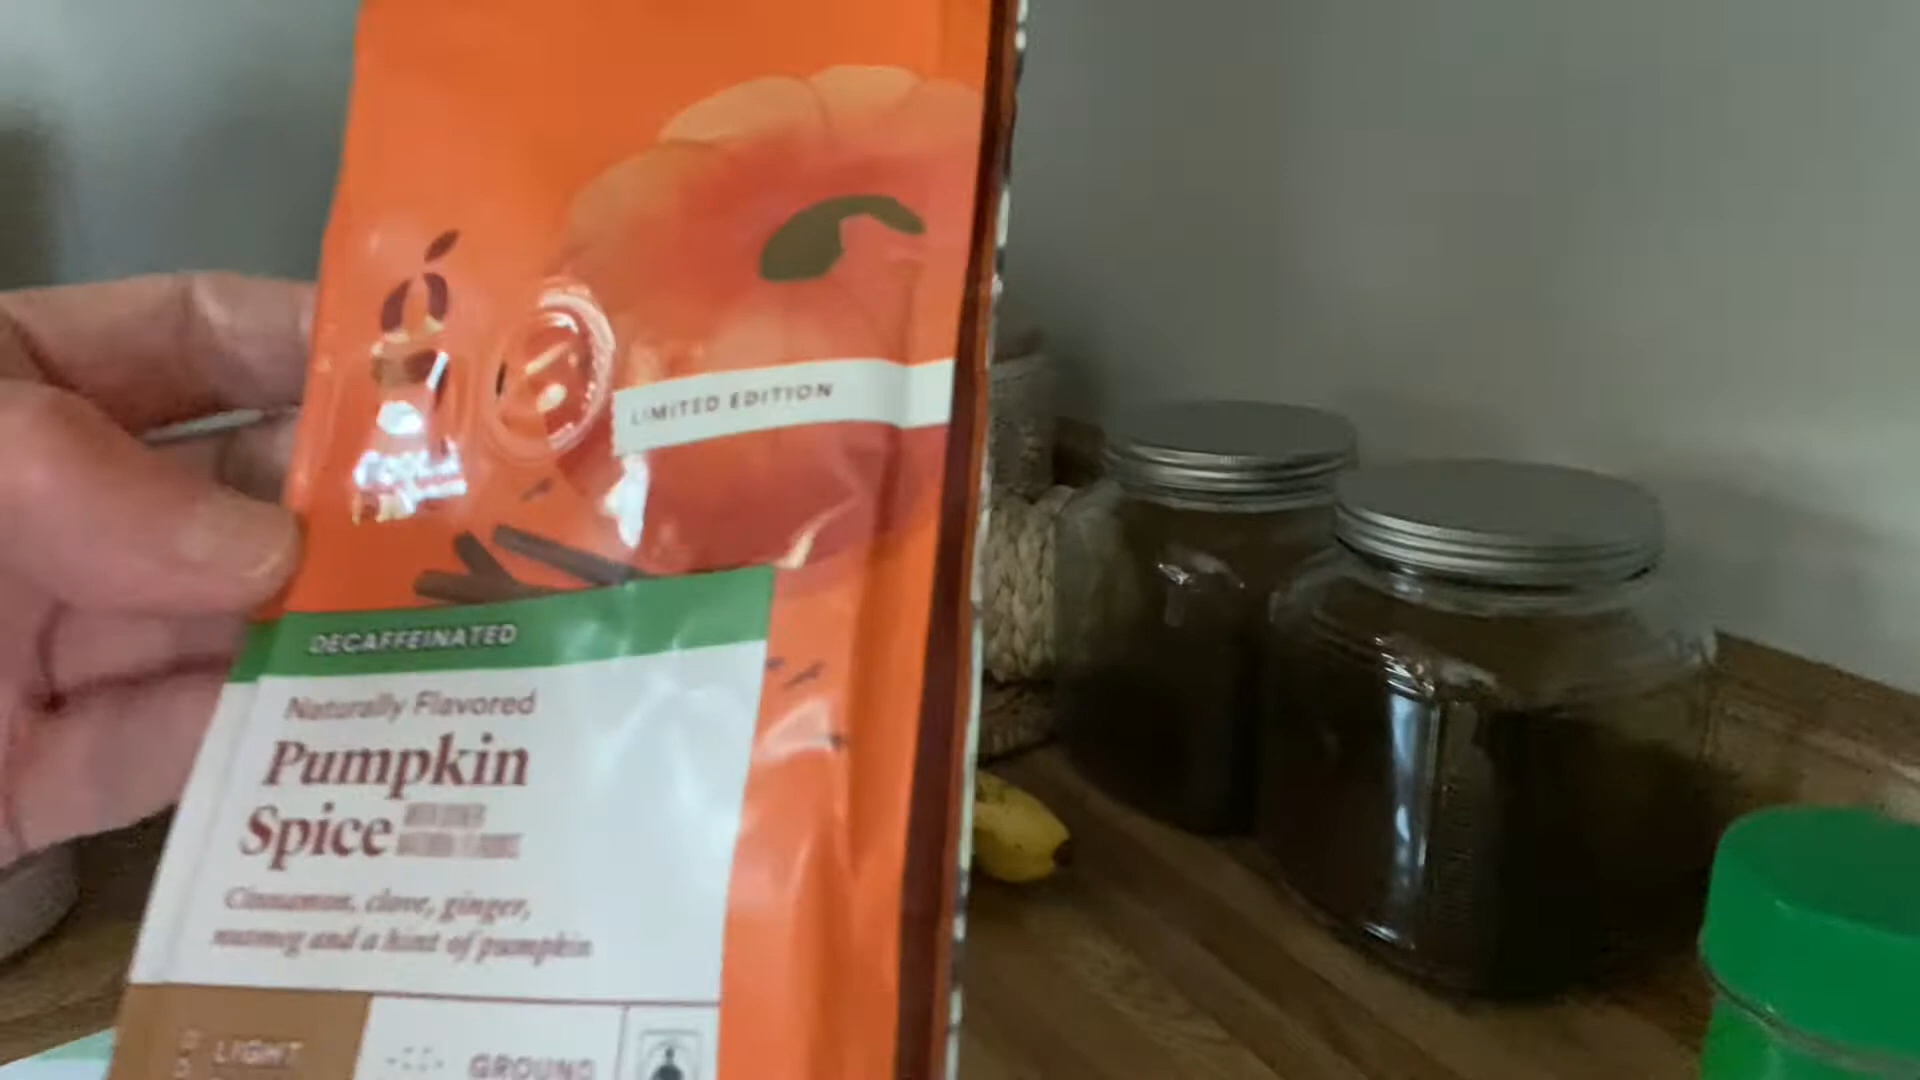 LIMITED EDITION
DECAFFEINATED
Naturally Flavored
Pumpkin
Spice
Cinnamon, clove, ginger,
nutmeg and a hint of pumpkin
LIGHT
GROUND